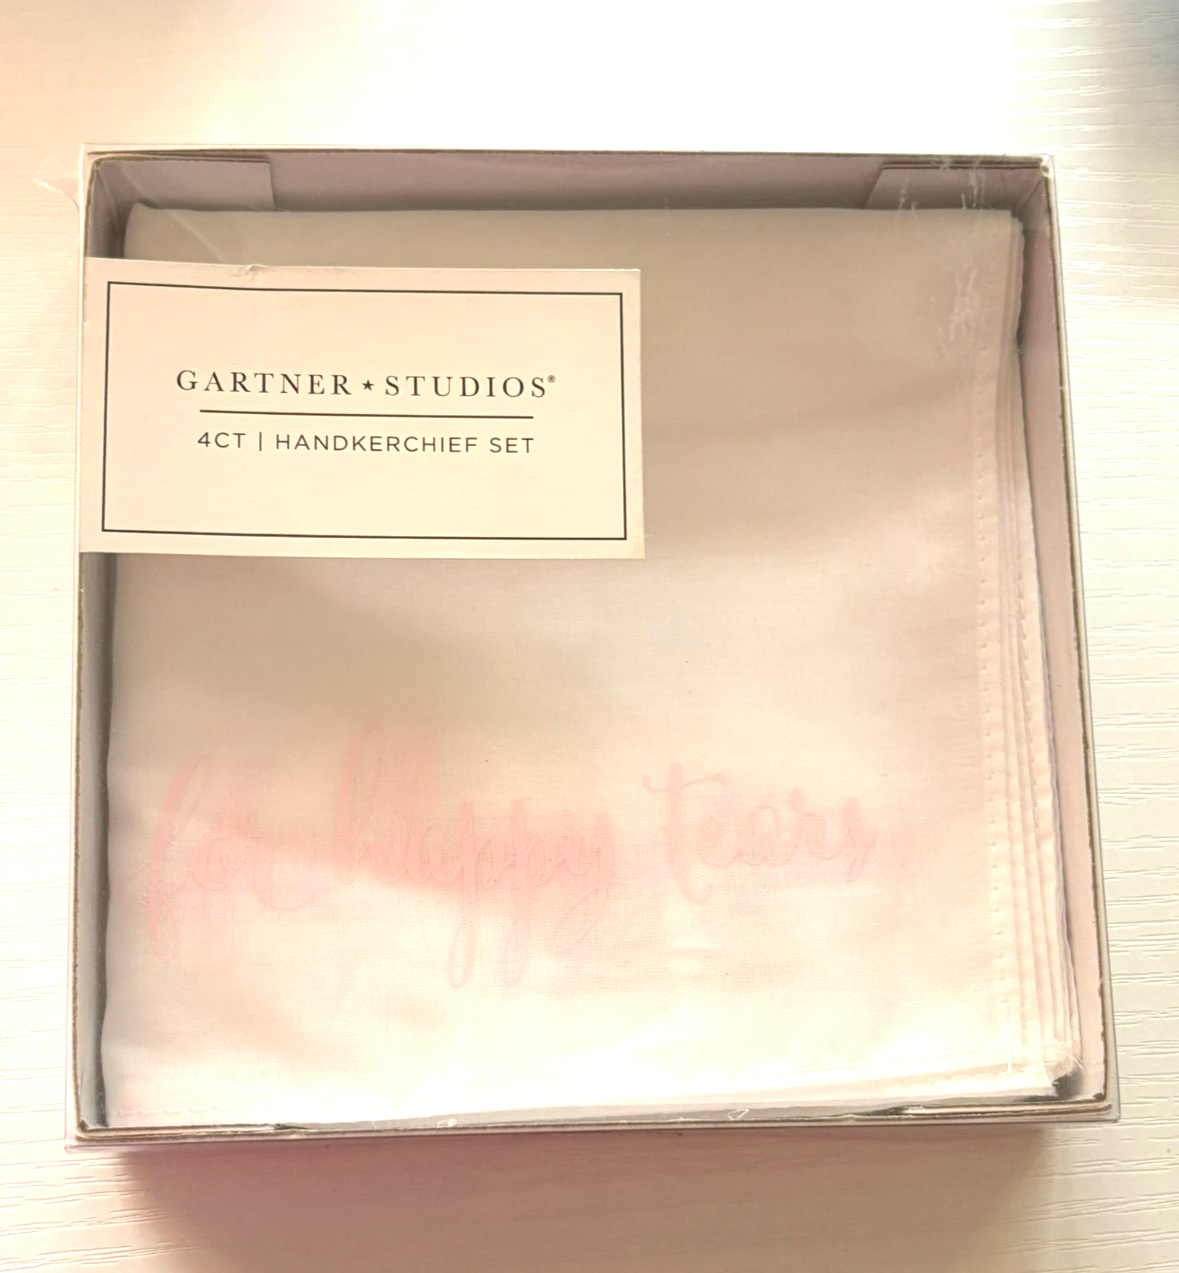 GARTNER ★ STUDIOS®
4CT | HANDKERCHIEF SET
for happy tears